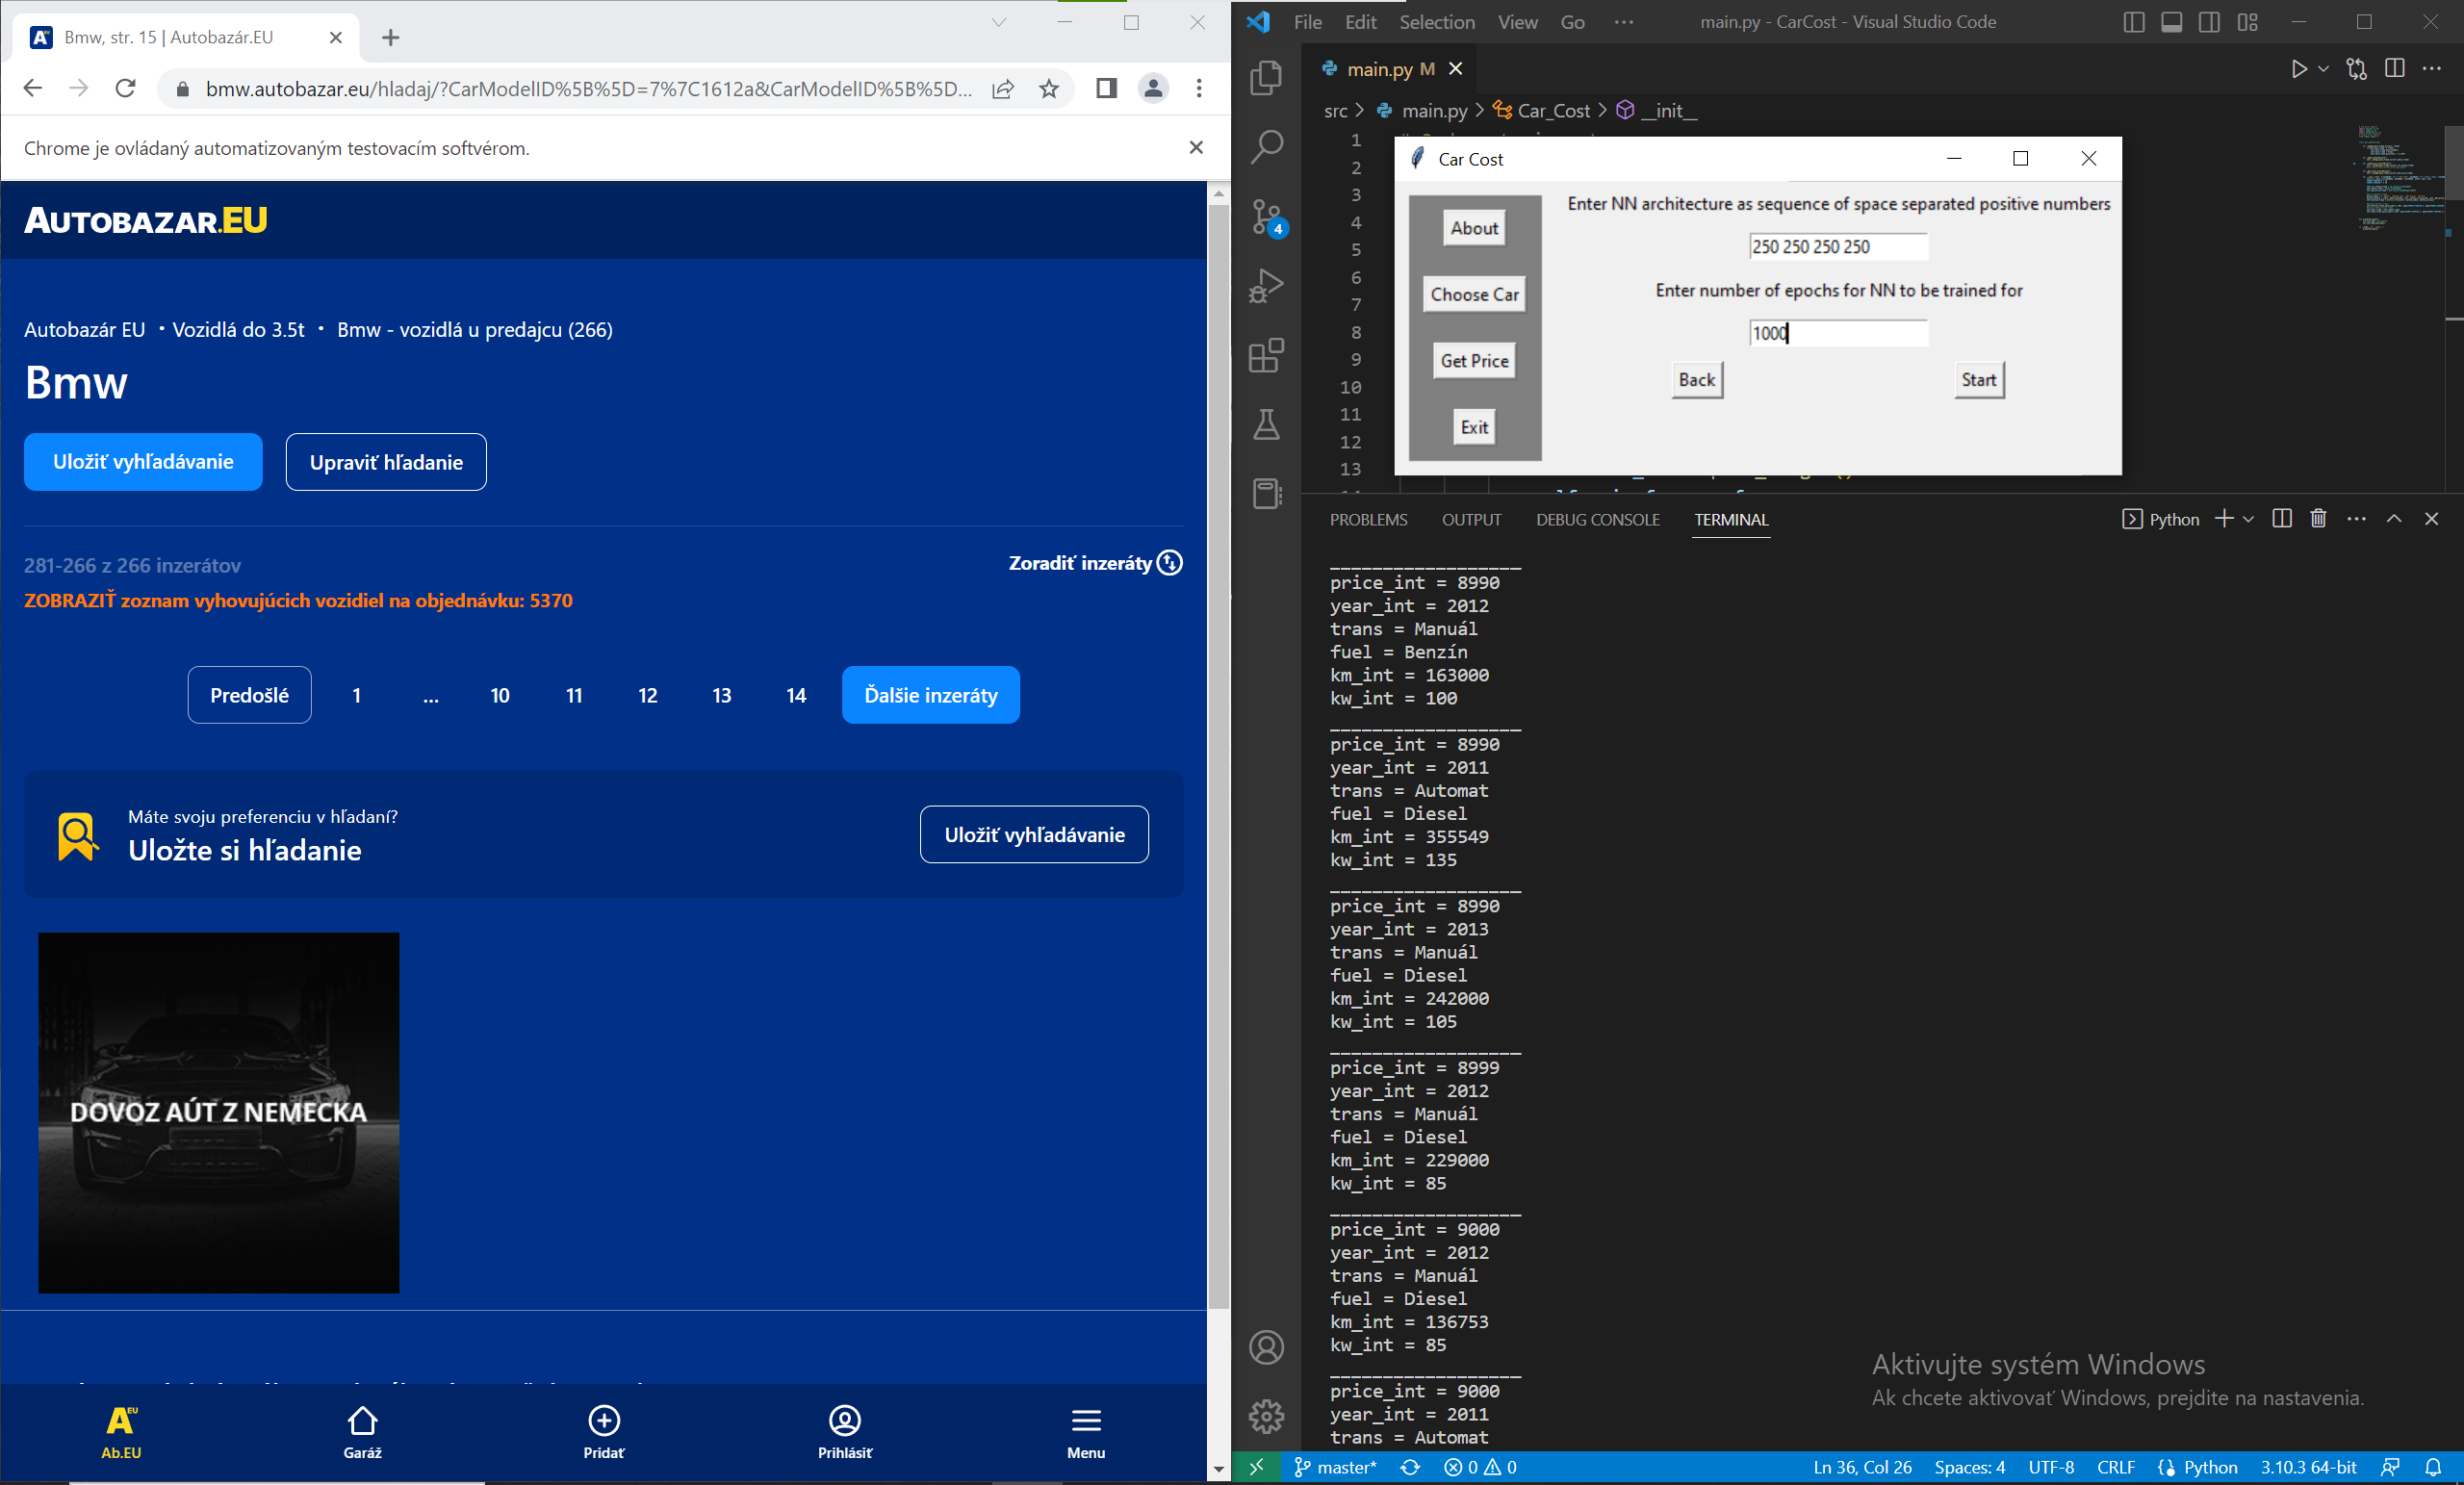 Bmw, str. 15 | Autobazár.EU
bmw.autobazar.eu/hladaj/?CarModelID%5B%5D=7%7C1612a&CarModelID%5B%5D...
Chrome je ovládaný automatizovaným testovacím softvérom.
AUTOBAZAR.EU
Autobazár EU • Vozidlá do 3.5t • Bmw - vozidlá u predajcu (266)
Bmw
Uložiť vyhľadávanie
Upraviť hľadanie
281-266 z 266 inzerátov
Zoradiť inzeráty
ZOBRAZIŤ zoznam vyhovujúcich vozidiel na objednávku: 5370
Predošlé 1 ... 10 11 12 13 14 Ďalšie inzeráty
Máte svoju preferenciu v hľadaní?
Uložte si hľadanie
Uložiť vyhľadávanie
DOVOZ AÚT Z NEMECKA
Ab.EU
Garáž
Pridať
Prihlásiť
Menu
File Edit Selection View Go ···
main.py - CarCost - Visual Studio Code
main.py M
src > main.py > Car_Cost > __init__
1
2
3
4
5
6
7
8
9
10
11
12
13
Car Cost
About
Choose Car
Get Price
Exit
Enter NN architecture as sequence of space separated positive numbers
250 250 250 250
Enter number of epochs for NN to be trained for
1000
Back
Start
4
PROBLEMS OUTPUT DEBUG CONSOLE TERMINAL
Python
__________________
price_int = 8990
year_int = 2012
trans = Manuál
fuel = Benzín
km_int = 163000
kw_int = 100
__________________
price_int = 8990
year_int = 2011
trans = Automat
fuel = Diesel
km_int = 355549
kw_int = 135
__________________
price_int = 8990
year_int = 2013
trans = Manuál
fuel = Diesel
km_int = 242000
kw_int = 105
__________________
price_int = 8999
year_int = 2012
trans = Manuál
fuel = Diesel
km_int = 229000
kw_int = 85
__________________
price_int = 9000
year_int = 2012
trans = Manuál
fuel = Diesel
km_int = 136753
kw_int = 85
__________________
price_int = 9000
year_int = 2011
trans = Automat
Aktivujte systém Windows
Ak chcete aktivovať Windows, prejdite na nastavenia.
master* 0 0
Ln 36, Col 26 Spaces: 4 UTF-8 CRLF Python 3.10.3 64-bit